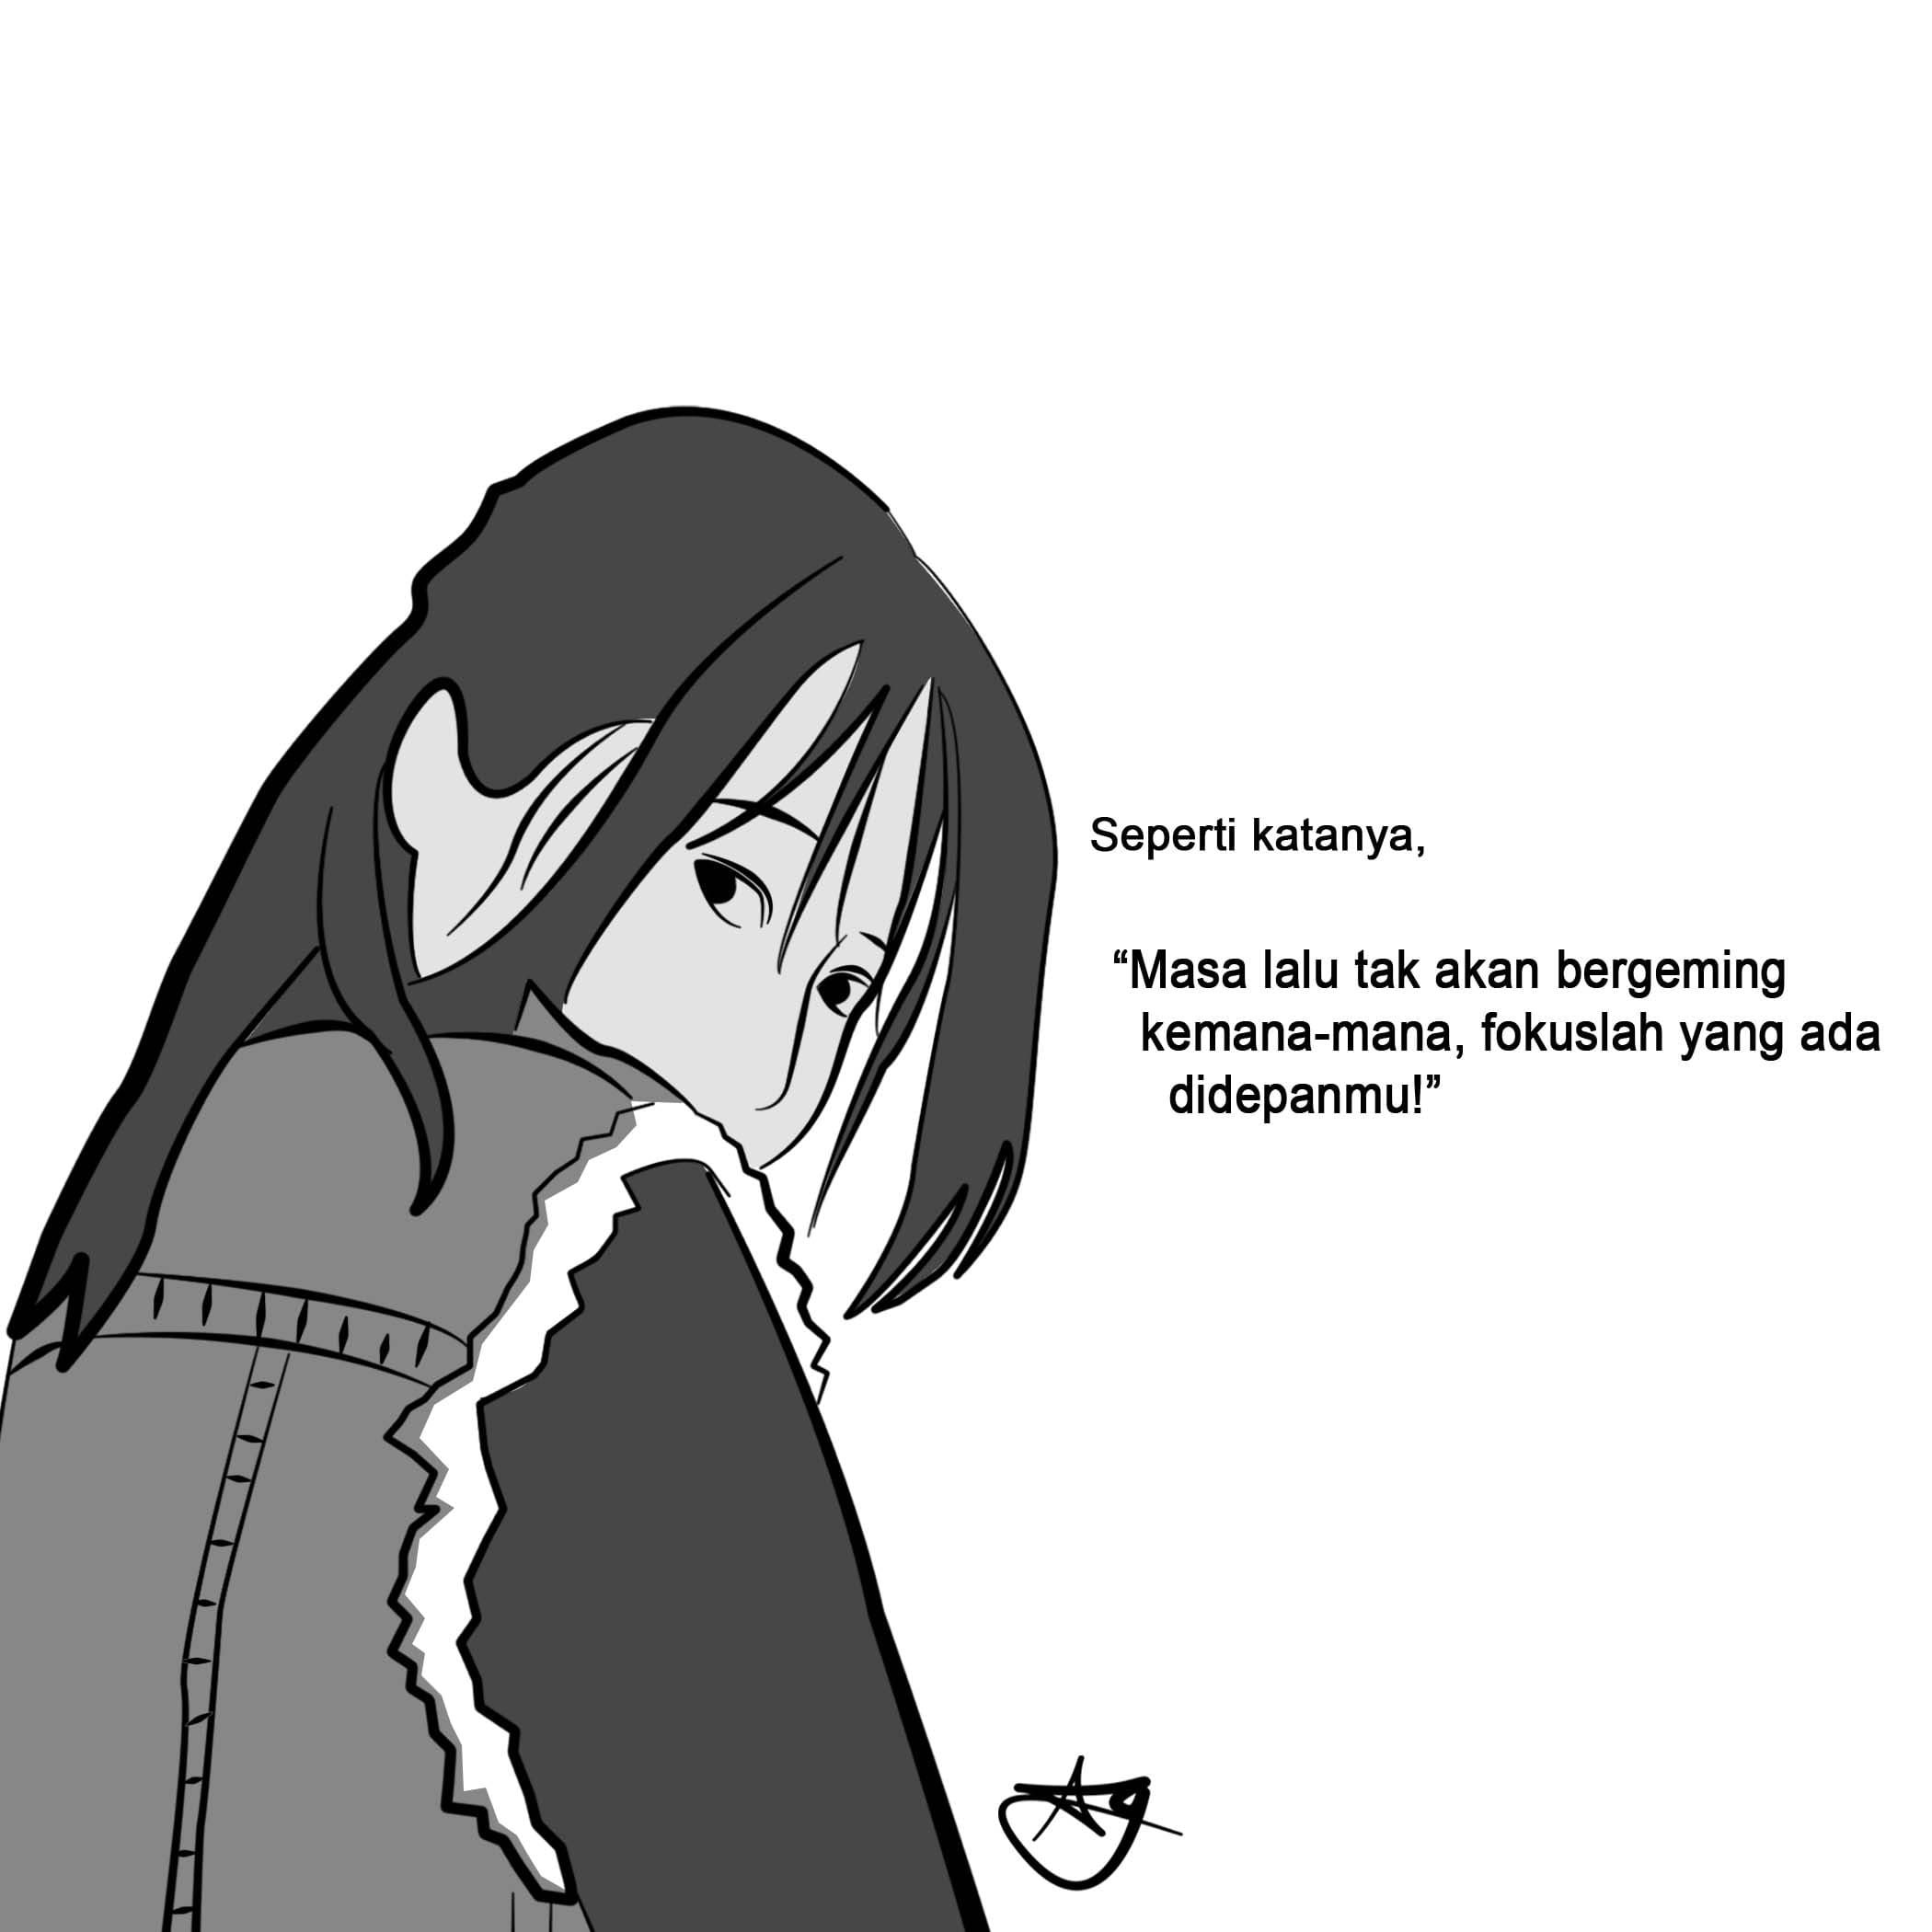 Seperti katanya,
“Masa lalu tak akan bergeming
kemana-mana, fokuslah yang ada
didepanmu!”